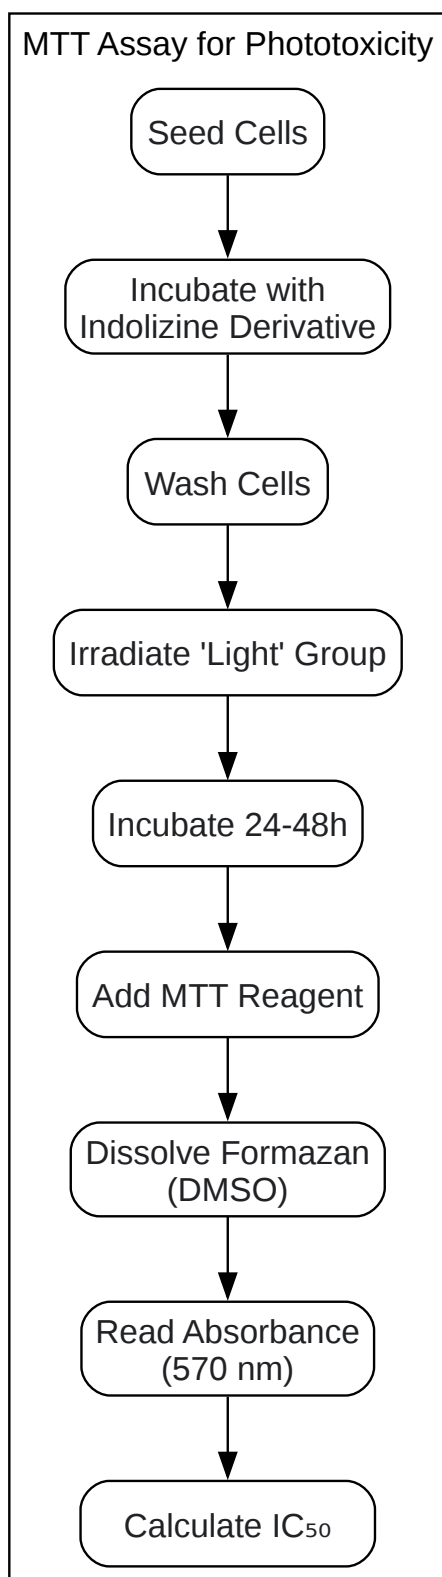 MTT Assay for Phototoxicity
Seed Cells
Incubate with
Indolizine Derivative
Wash Cells
Irradiate 'Light' Group
Incubate 24-48h
Add MTT Reagent
Dissolve Formazan
(DMSO)
Read Absorbance
(570 nm)
Calculate IC₅₀